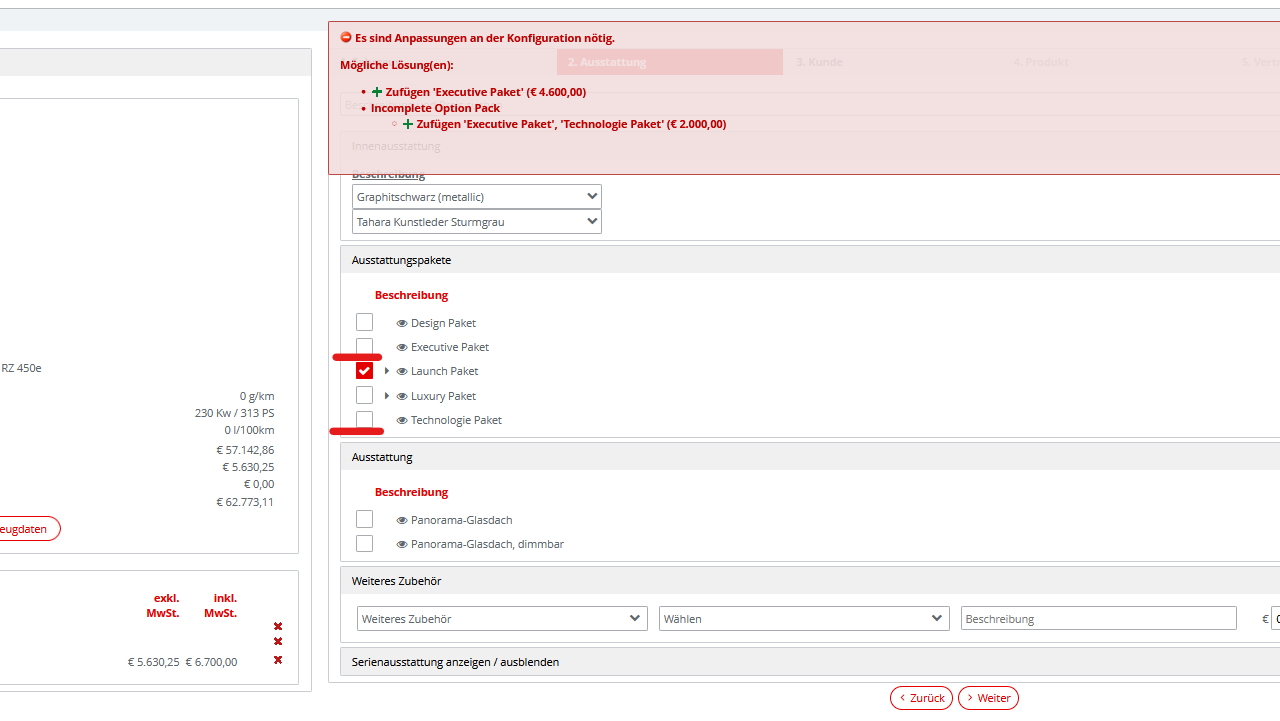 Es sind Anpassungen an der Konfiguration nötig.
Mögliche Lösung(en):
Zufügen 'Executive Paket' (€ 4.600,00)
Incomplete Option Pack
Zufügen 'Executive Paket', 'Technologie Paket' (€ 2.000,00)
2. Ausstattung
3. Kunde
4. Produkt
Innenausstattung
Beschreibung
Graphitschwarz (metallic)
Tahara Kunstleder Sturmgrau
Ausstattungspakete
Beschreibung
Design Paket
Executive Paket
Launch Paket
Luxury Paket
Technologie Paket
Ausstattung
Beschreibung
Panorama-Glasdach
Panorama-Glasdach, dimmbar
Weiteres Zubehör
Weiteres Zubehör
Wählen
Beschreibung
€
Serienausstattung anzeigen / ausblenden
Zurück
Weiter
RZ 450e
0 g/km
230 Kw / 313 PS
0 l/100km
€ 57.142,86
€ 5.630,25
€ 0,00
€ 62.773,11
eugdaten
exkl. MwSt.
inkl. MwSt.
€ 5.630,25 € 6.700,00